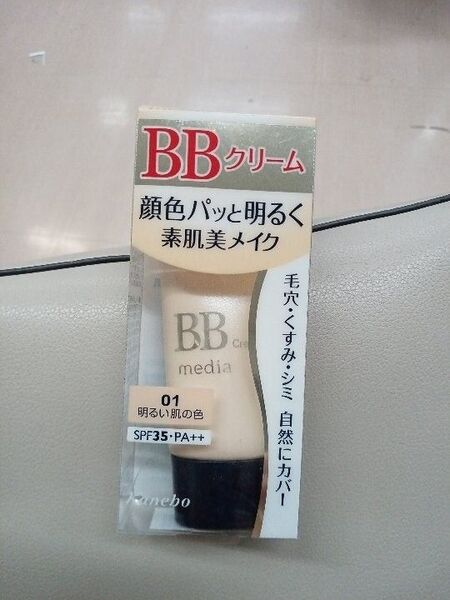 BBクリーム
顔色パッと明るく
素肌美メイク
毛穴・くすみ・シミ 自然にカバー
BB Cre
media
01
明るい肌の色
SPF35・PA++
Kanebo